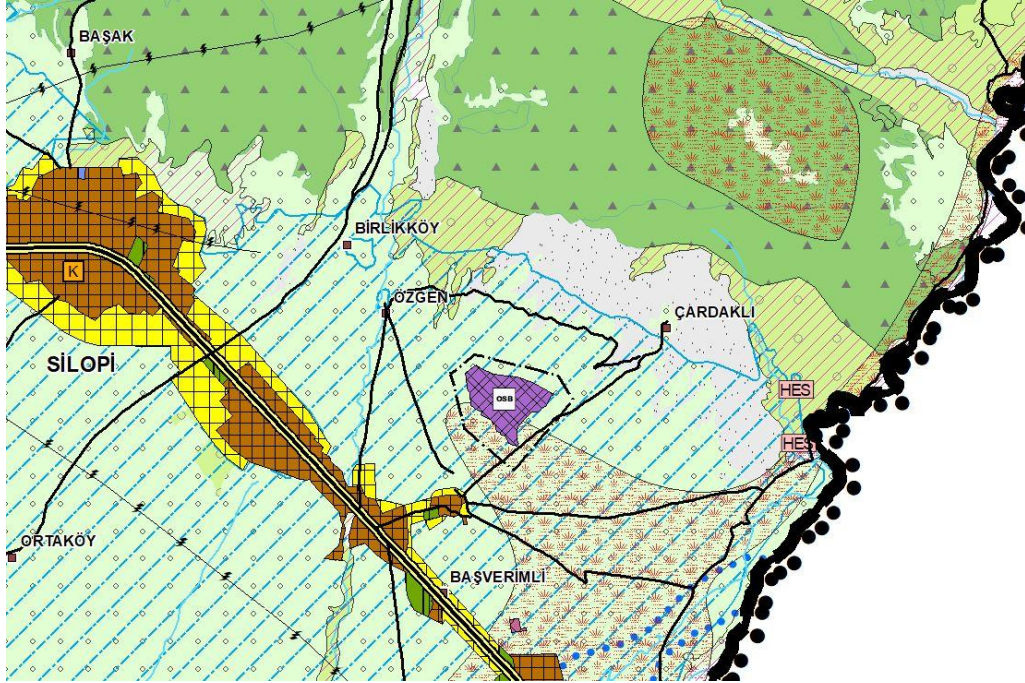 BAŞAK
BİRLİKKÖY
K
ÖZGEN
ÇARDAKLI
SİLOPİ
HES
OSB
HES
ORTAKÖY
BAŞVERİMLİ